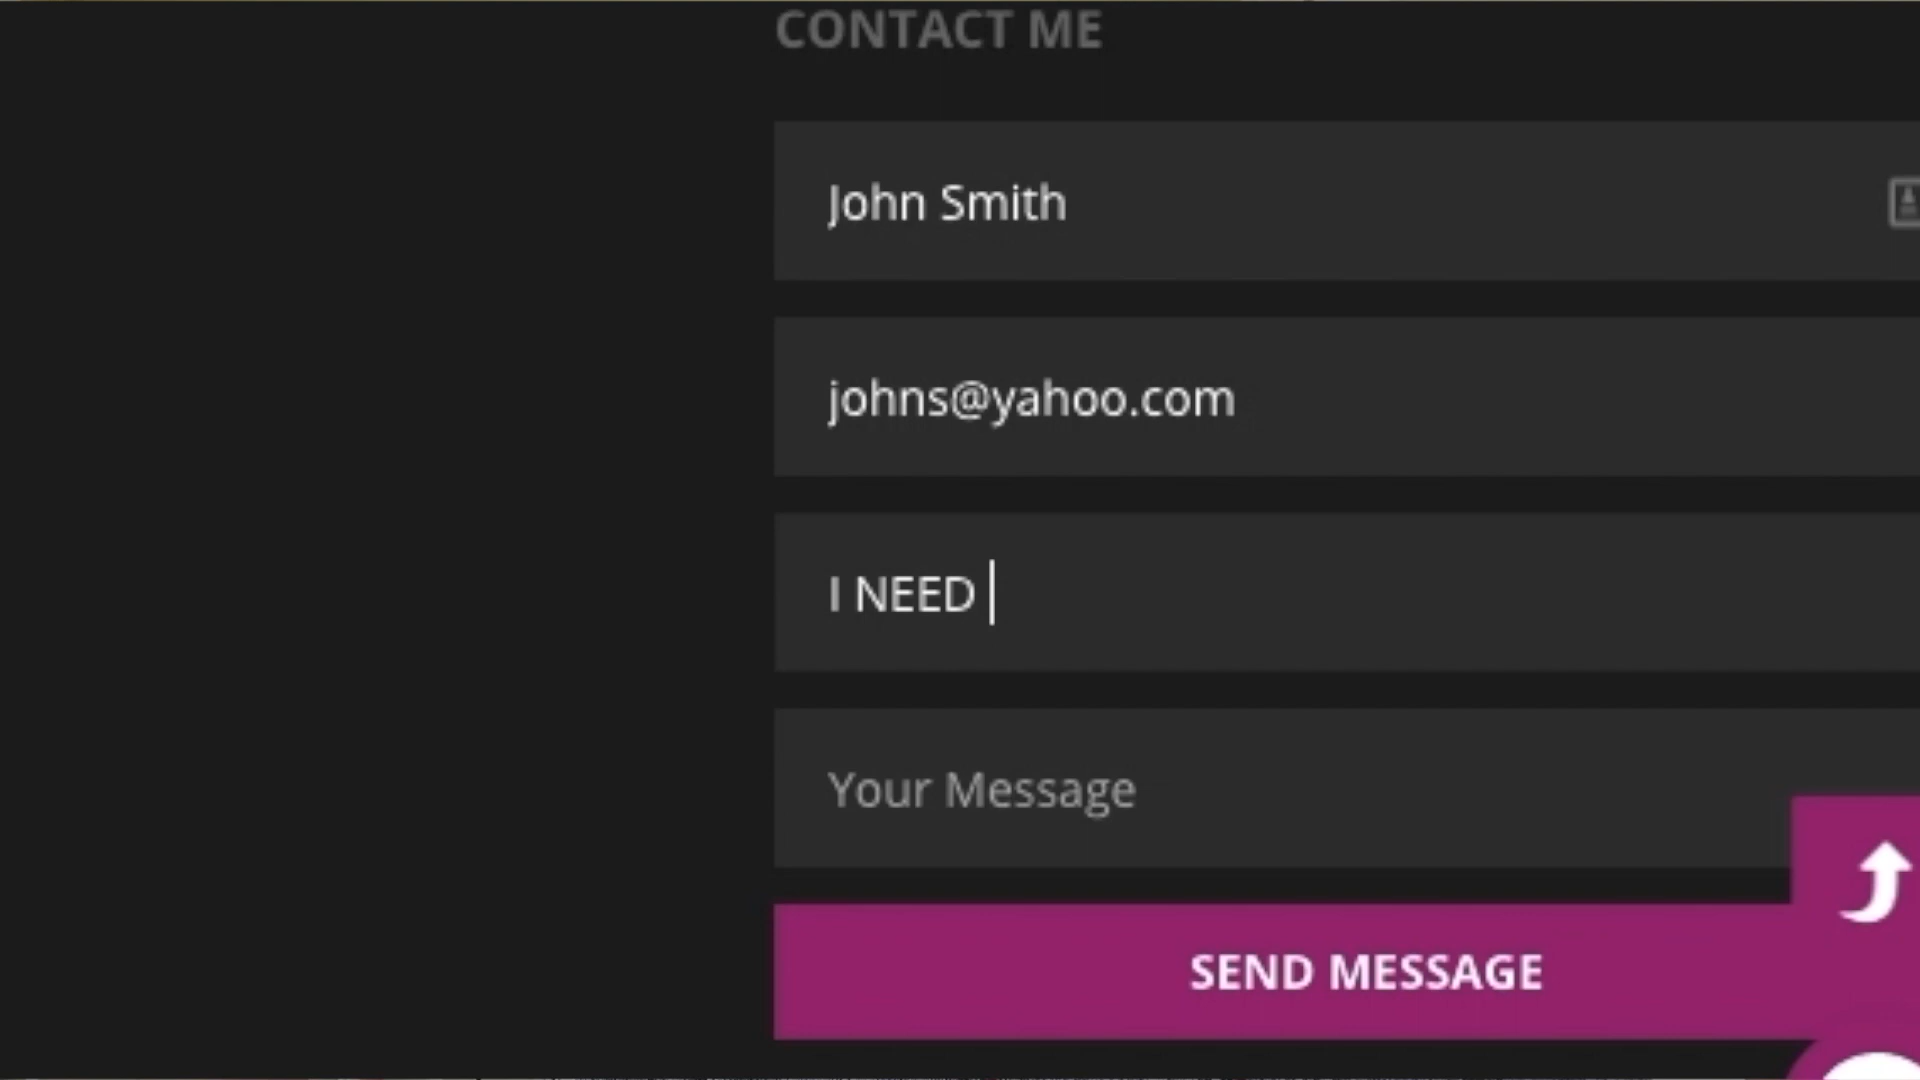 CONTACT ME
John Smith
johns@yahoo.com
I NEED
Your Message
SEND MESSAGE